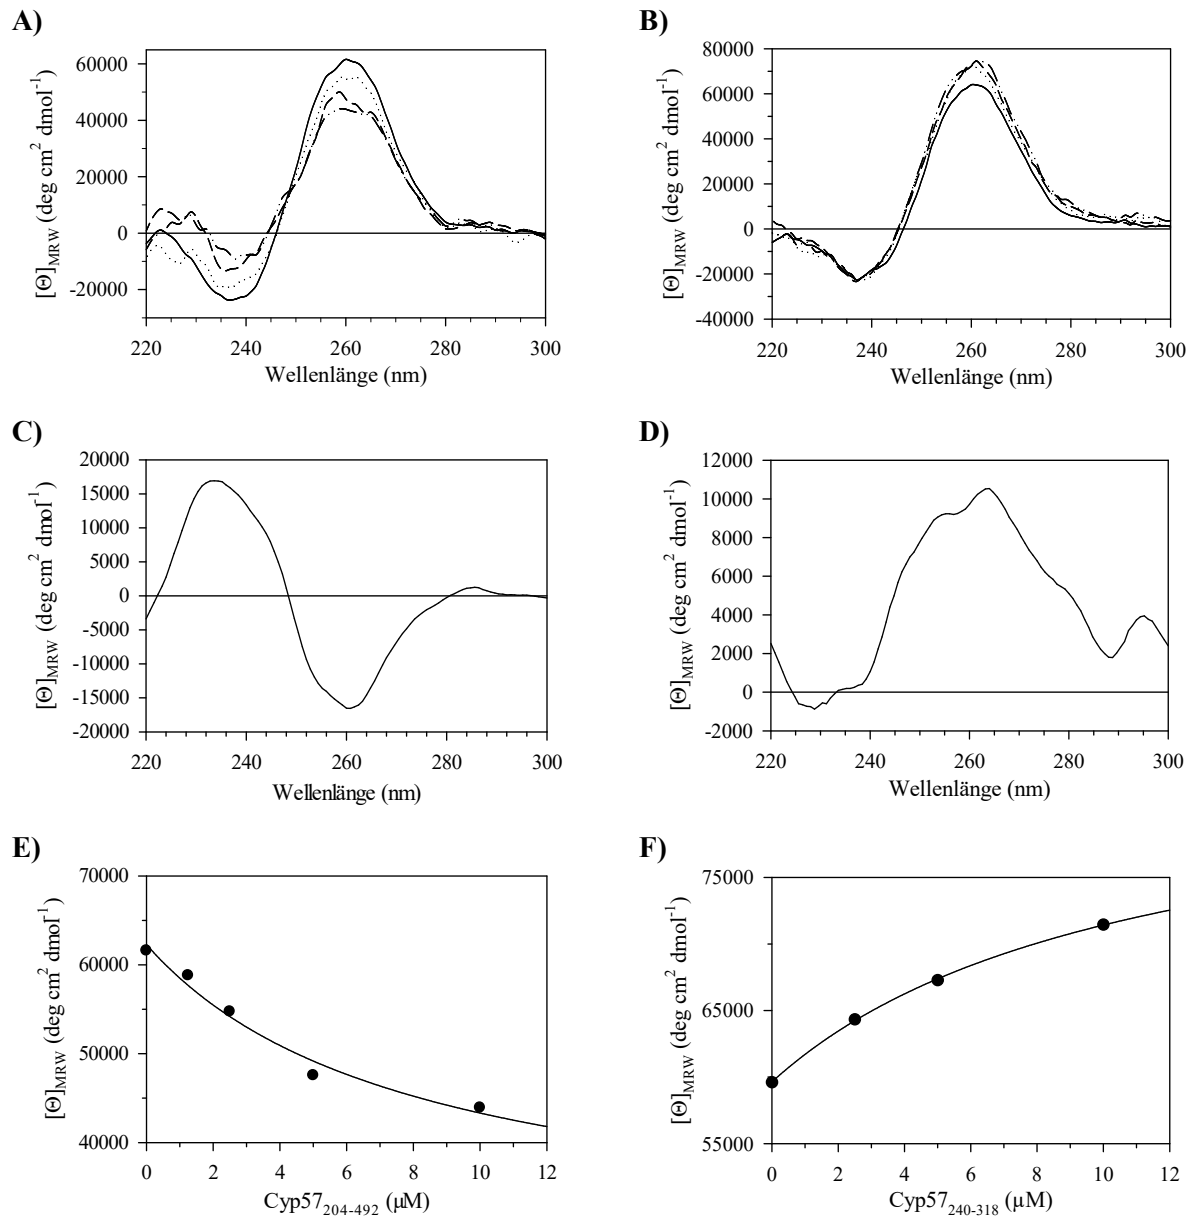 A)
[Θ]MRW (deg cm² dmol⁻¹)
60000
40000
20000
0
-20000
220 240 260 280 300
Wellenlänge (nm)
B)
[Θ]MRW (deg cm² dmol⁻¹)
80000
60000
40000
20000
0
-20000
-40000
220 240 260 280 300
Wellenlänge (nm)
C)
[Θ]MRW (deg cm² dmol⁻¹)
20000
15000
10000
5000
0
-5000
-10000
-15000
-20000
220 240 260 280 300
Wellenlänge (nm)
D)
[Θ]MRW (deg cm² dmol⁻¹)
12000
10000
8000
6000
4000
2000
0
-2000
220 240 260 280 300
Wellenlänge (nm)
E)
[Θ]MRW (deg cm² dmol⁻¹)
70000
60000
50000
40000
0 2 4 6 8 10 12
Cyp57204-492 (µM)
F)
[Θ]MRW (deg cm² dmol⁻¹)
75000
65000
55000
0 2 4 6 8 10 12
Cyp57240-318 (µM)